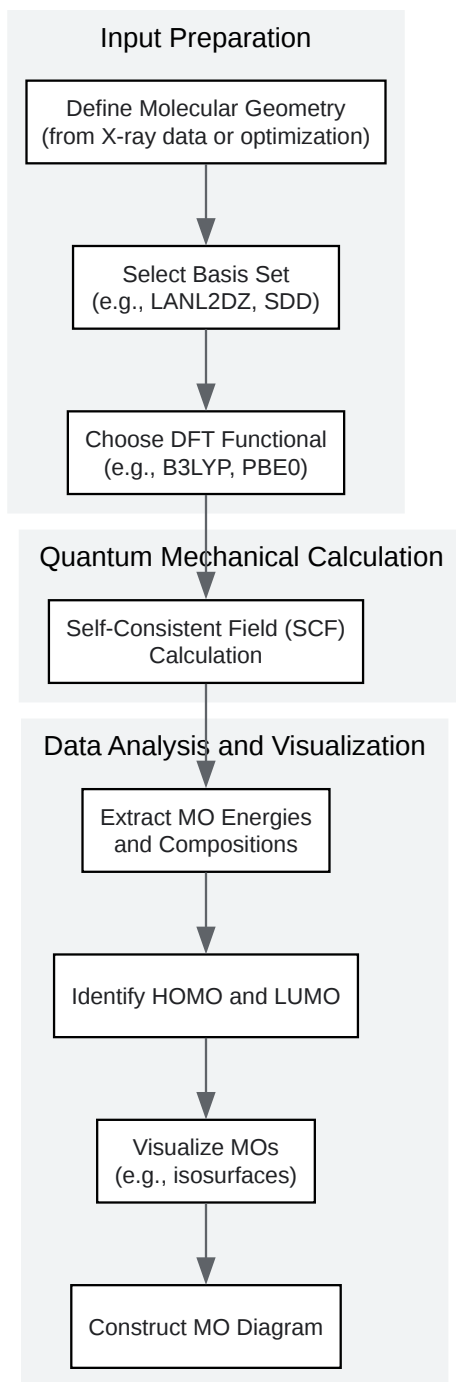 Input Preparation
Define Molecular Geometry
(from X-ray data or optimization)
Select Basis Set
(e.g., LANL2DZ, SDD)
Choose DFT Functional
(e.g., B3LYP, PBE0)
Quantum Mechanical Calculation
Self-Consistent Field (SCF)
Calculation
Data Analysis and Visualization
Extract MO Energies
and Compositions
Identify HOMO and LUMO
Visualize MOs
(e.g., isosurfaces)
Construct MO Diagram